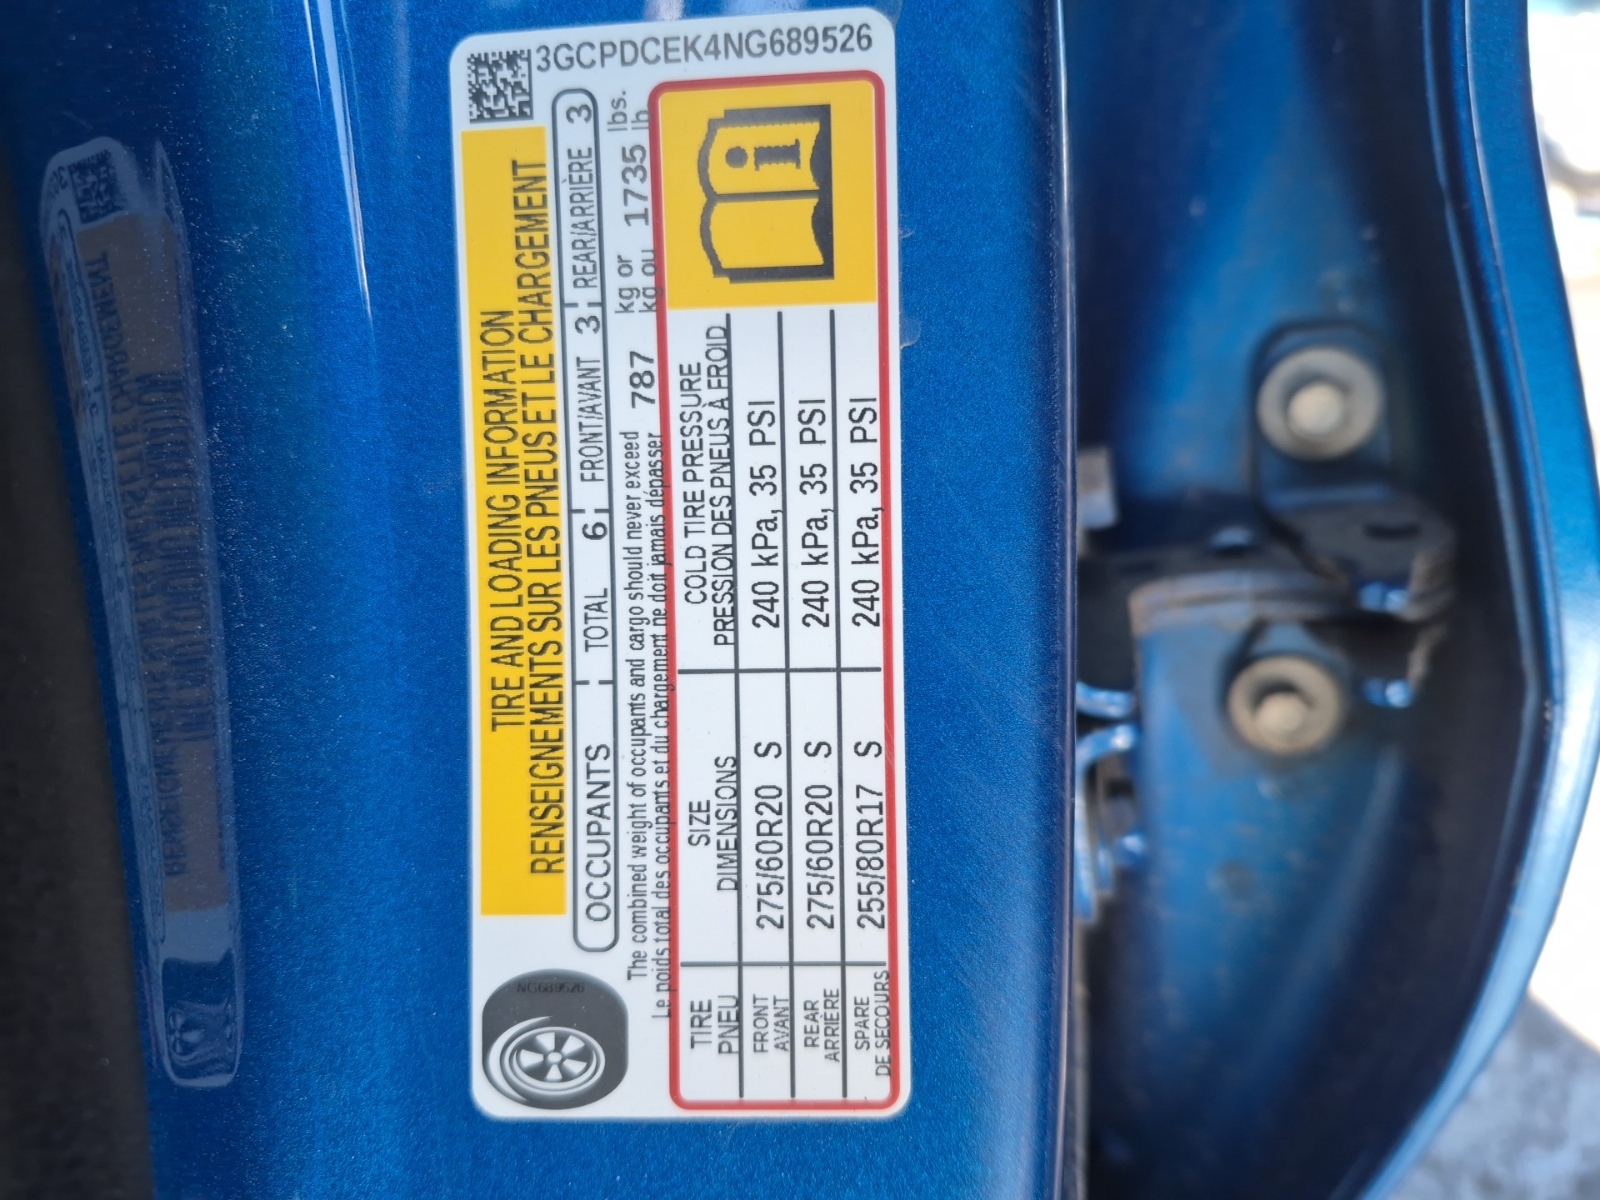 3GCPDCEK4NG689526
TIRE AND LOADING INFORMATION
RENSEIGNEMENTS SUR LES PNEUS ET LE CHARGEMENT
OCCUPANTS TOTAL 6 FRONT/AVANT 3 REAR/ARRIÈRE 3
The combined weight of occupants and cargo should never exceed 787 kg or 1735 lbs.
Le poids total des occupants et du chargement ne doit jamais dépasser kg ou lb
TIRE SIZE COLD TIRE PRESSURE
PNEU DIMENSIONS PRESSION DES PNEUS À FROID
FRONT
AVANT 275/60R20 S 240 kPa, 35 PSI
REAR
ARRIÈRE 275/60R20 S 240 kPa, 35 PSI
SPARE
DE SECOURS 255/80R17 S 240 kPa, 35 PSI
NG689526